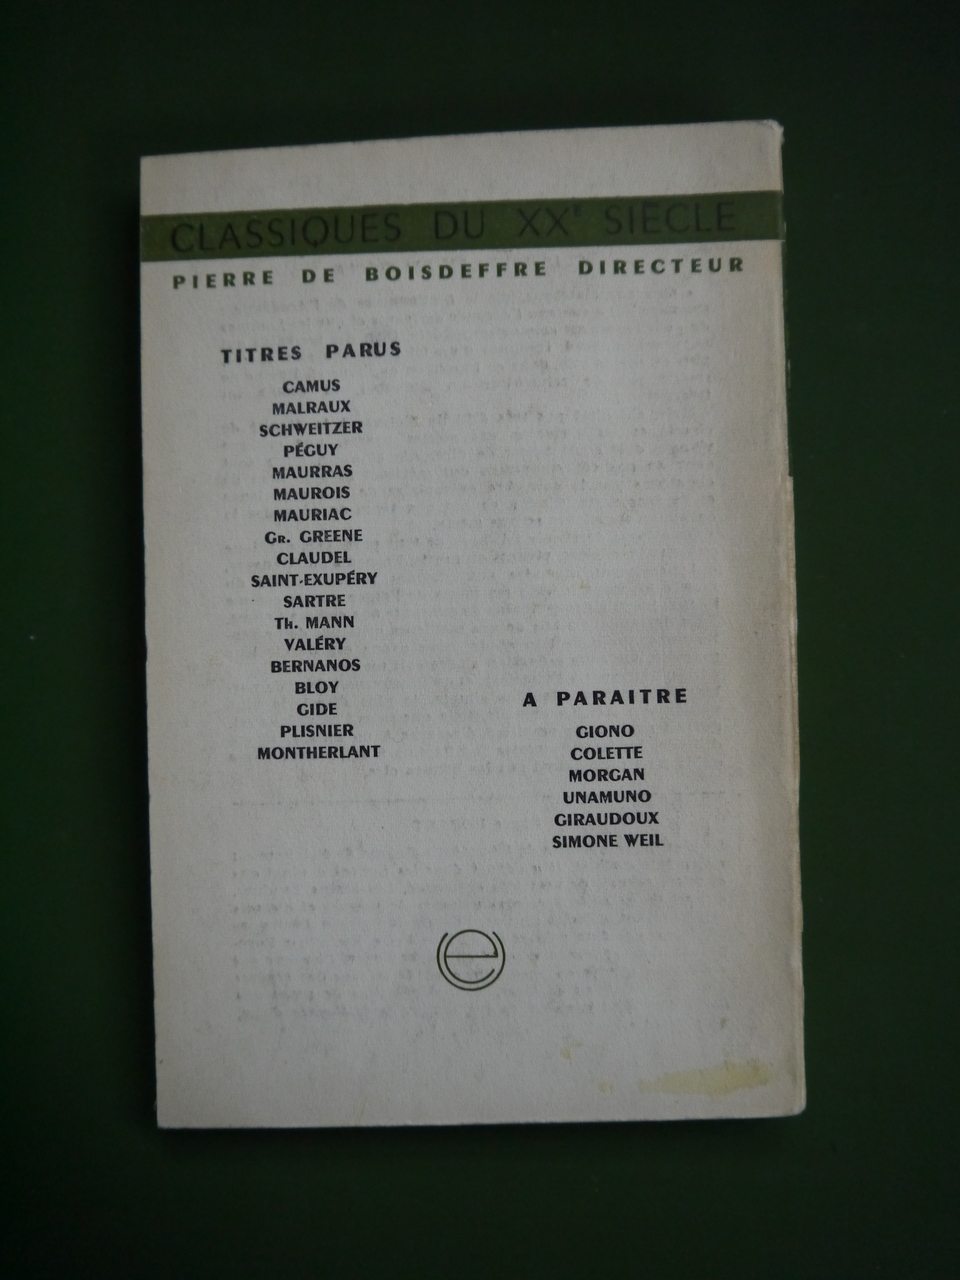 CLASSIQUES DU XXe SIECLE
PIERRE DE BOISDEFFRE DIRECTEUR
TITRES PARUS
CAMUS
MALRAUX
SCHWEITZER
PÉGUY
MAURRAS
MAUROIS
MAURIAC
GR. GREENE
CLAUDEL
SAINT-EXUPÉRY
SARTRE
Th. MANN
VALÉRY
BERNANOS
BLOY
GIDE
PLISNIER
MONTHERLANT
A PARAITRE
GIONO
COLETTE
MORGAN
UNAMUNO
GIRAUDOUX
SIMONE WEIL